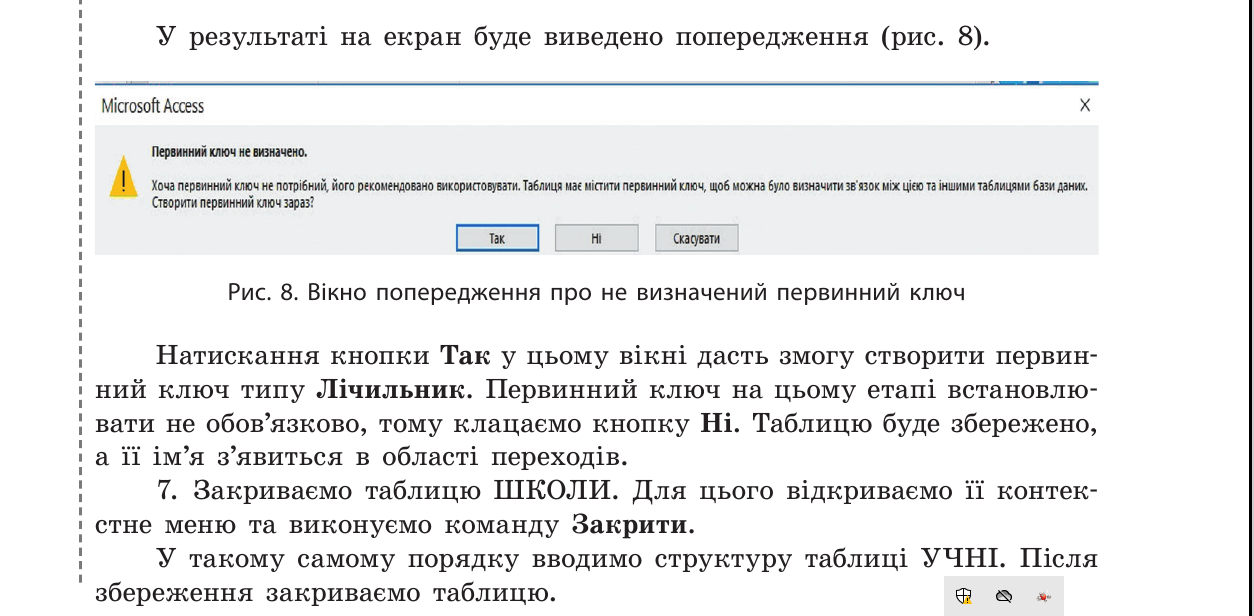 У результаті на екран буде виведено попередження (рис. 8).
Microsoft Access
X
Первинний ключ не визначено.
Хоча первинний ключ не потрібний, його рекомендовано використовувати. Таблиця має містити первинний ключ, щоб можна було визначити зв'язок між цією та іншими таблицями бази даних.
Створити первинний ключ зараз?
Так
Ні
Скасувати
Рис. 8. Вікно попередження про не визначений первинний ключ
Натискання кнопки Так у цьому вікні дасть змогу створити первин-
ний ключ типу Лічильник. Первинний ключ на цьому етапі встановлю-
вати не обов’язково, тому клацаємо кнопку Ні. Таблицю буде збережено,
а її ім’я з’явиться в області переходів.
7. Закриваємо таблицю ШКОЛИ. Для цього відкриваємо її контек-
стне меню та виконуємо команду Закрити.
У такому самому порядку вводимо структуру таблиці УЧНІ. Після
збереження закриваємо таблицю.